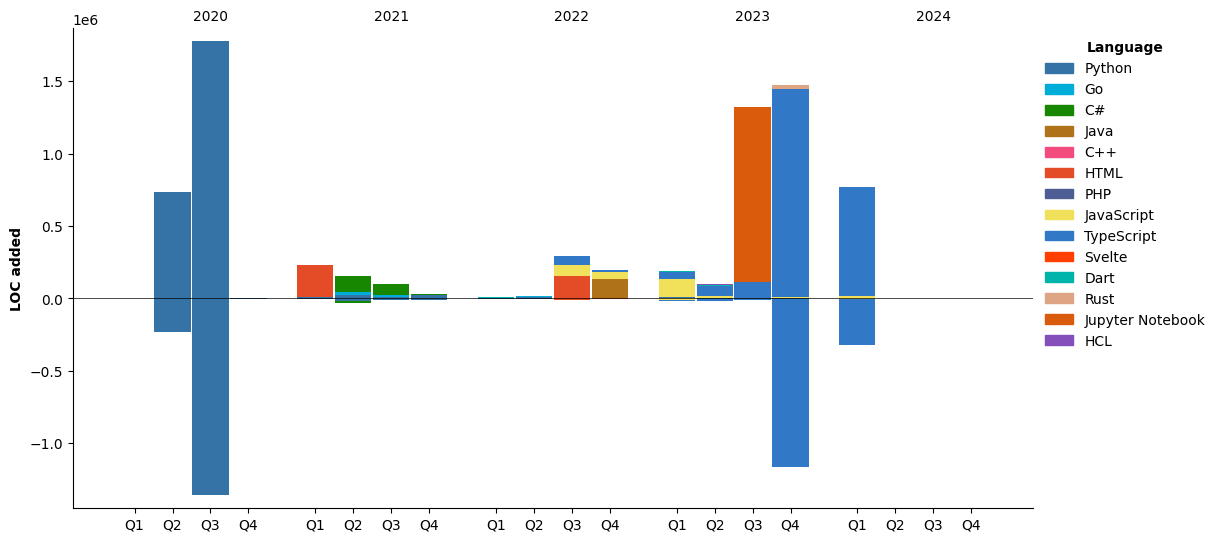 1e6
2020 2021 2022 2023 2024
Language
Python
Go
C#
Java
C++
HTML
PHP
JavaScript
TypeScript
Svelte
Dart
Rust
Jupyter Notebook
HCL
LOC added
1.5
1.0
0.5
0.0
−0.5
−1.0
Q1 Q2 Q3 Q4 Q1 Q2 Q3 Q4 Q1 Q2 Q3 Q4 Q1 Q2 Q3 Q4 Q1 Q2 Q3 Q4